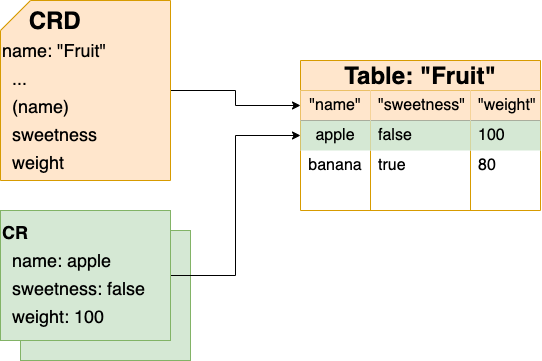 CRD
name: "Fruit"
...
(name)
sweetness
weight
Table: "Fruit"
"name" "sweetness" "weight"
apple false 100
banana true 80
CR
name: apple
sweetness: false
weight: 100